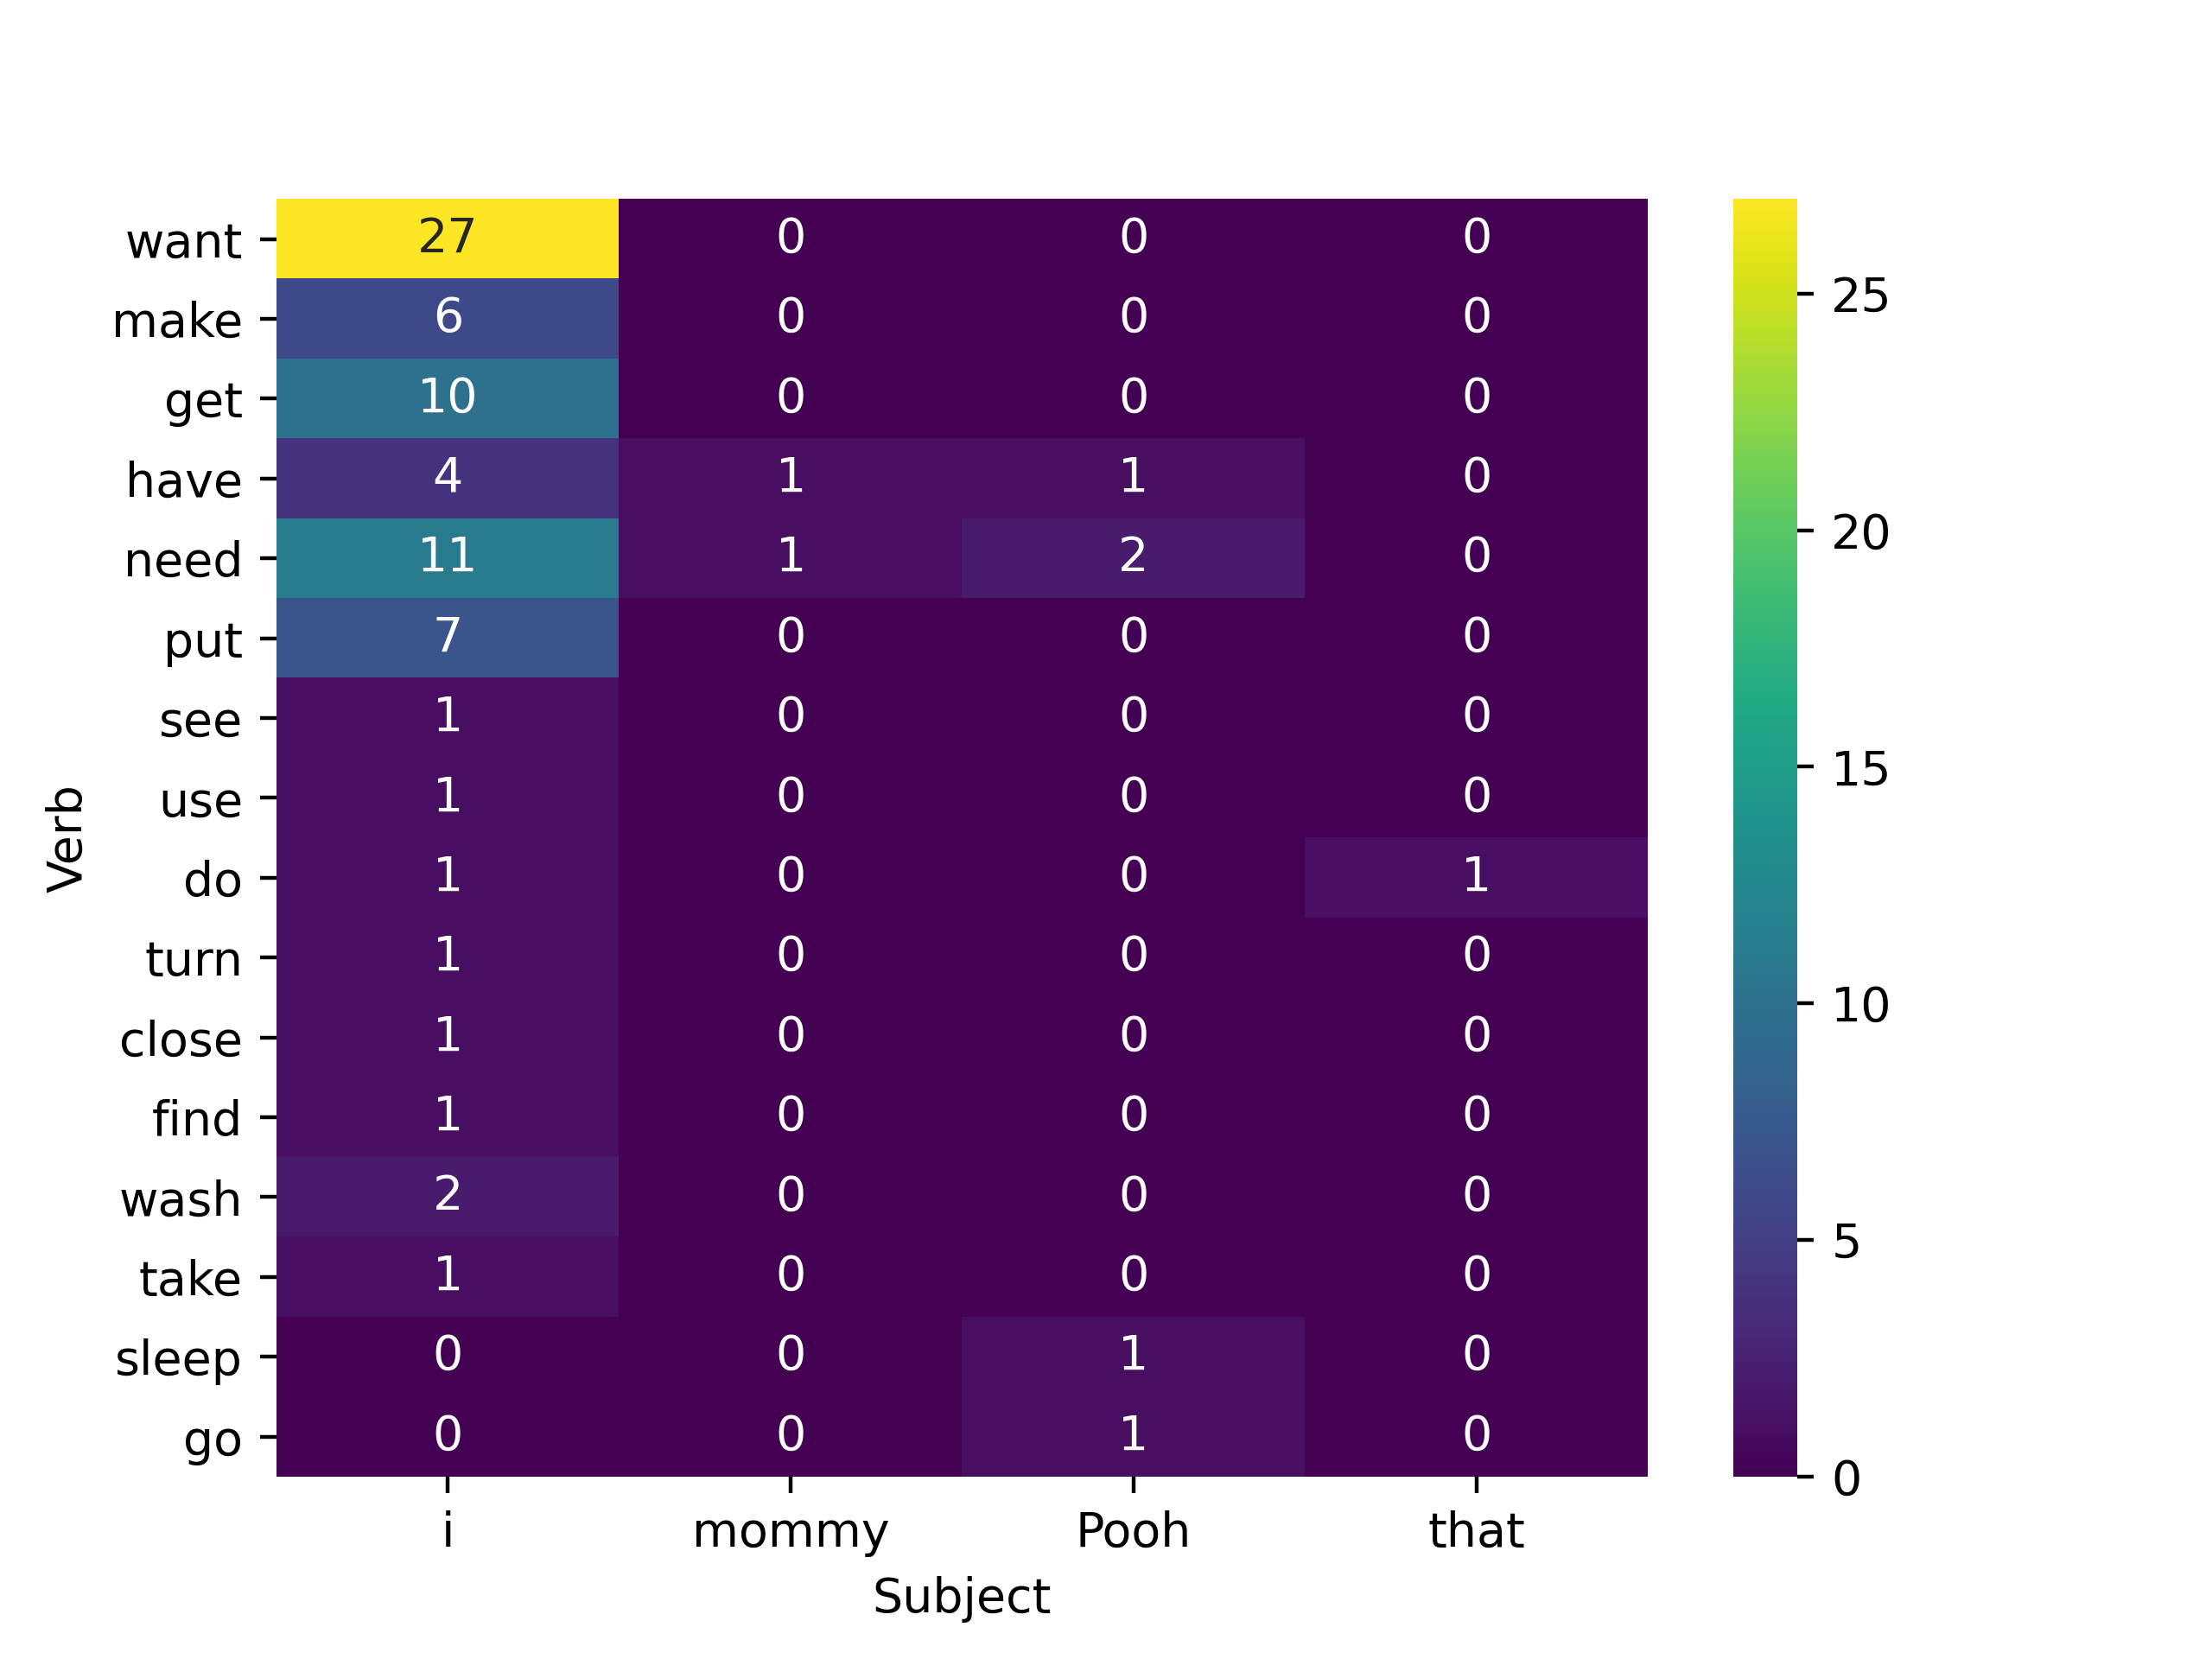 want 27 0 0 0
make 6 0 0 0
get 10 0 0 0
have 4 1 1 0
need 11 1 2 0
put 7 0 0 0
see 1 0 0 0
use 1 0 0 0
do 1 0 0 1
turn 1 0 0 0
close 1 0 0 0
find 1 0 0 0
wash 2 0 0 0
take 1 0 0 0
sleep 0 0 1 0
go 0 0 1 0
Verb
i mommy Pooh that
Subject
25
20
15
10
5
0